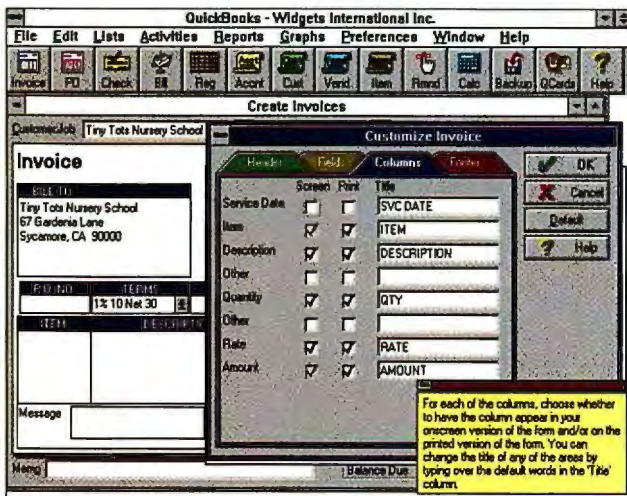 QuickBooks - Widgets International Inc.
File Edit Lists Activities Reports Graphs Preferences Window Help
Invoice PO Check Bill Reg Accnt Cust Vend Item Rmnd Calc Backup QCards Help
Create Invoices
Customer:Job Tiny Tots Nursery School
Customize Invoice
Header Fields Columns Footer
OK
Cancel
Default
Help
Invoice
BILL TO
Tiny Tots Nursery School
67 Gardenia Lane
Sycamore, CA 90000
P.O. NO. TERMS
1% 10 Net 30
ITEM DESCRIPTI
Message
Memo
Balance Due
Screen Print Title
Service Date SVC DATE
Item ITEM
Description DESCRIPTION
Other
Quantity QTY
Other
Rate RATE
Amount AMOUNT
For each of the columns, choose whether
to have the column appear in your
onscreen version of the form and/or on the
printed version of the form. You can
change the title of any of the areas by
typing over the default words in the 'Title'
column.